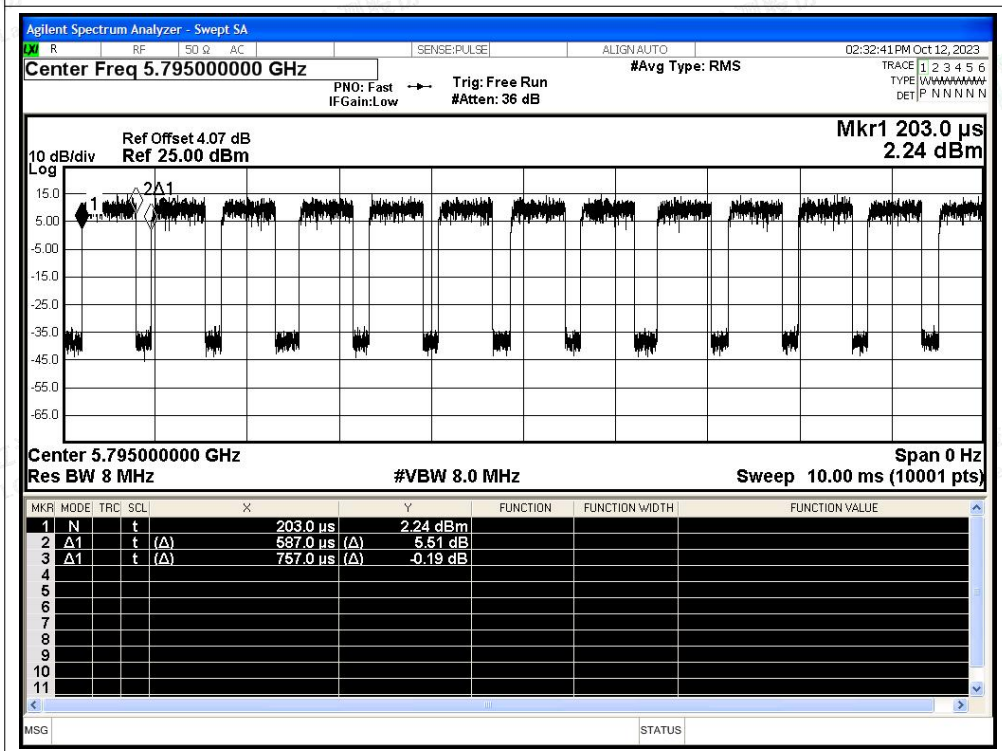 Agilent Spectrum Analyzer - Swept SA
LXI R RF 50 Ω AC SENSE:PULSE ALIGN AUTO 02:32:41 PM Oct 12, 2023
Center Freq 5.795000000 GHz #Avg Type: RMS TRACE 1 2 3 4 5 6
PNO: Fast Trig: Free Run TYPE WWWWWW
IFGain:Low #Atten: 36 dB DET P N N N N N
Mkr1 203.0 µs
Ref Offset 4.07 dB
10 dB/div Ref 25.00 dBm 2.24 dBm
Log
15.0 2Δ1
1
5.00
-5.00
-15.0
-25.0
-35.0
-45.0
-55.0
-65.0
Center 5.795000000 GHz Span 0 Hz
Res BW 8 MHz #VBW 8.0 MHz Sweep 10.00 ms (10001 pts)
MKR MODE TRC SCL X Y FUNCTION FUNCTION WIDTH FUNCTION VALUE
1 N t 203.0 µs 2.24 dBm
2 Δ1 t (Δ) 587.0 µs (Δ) 5.51 dB
3 Δ1 t (Δ) 757.0 µs (Δ) -0.19 dB
4
5
6
7
8
9
10
11
MSG STATUS